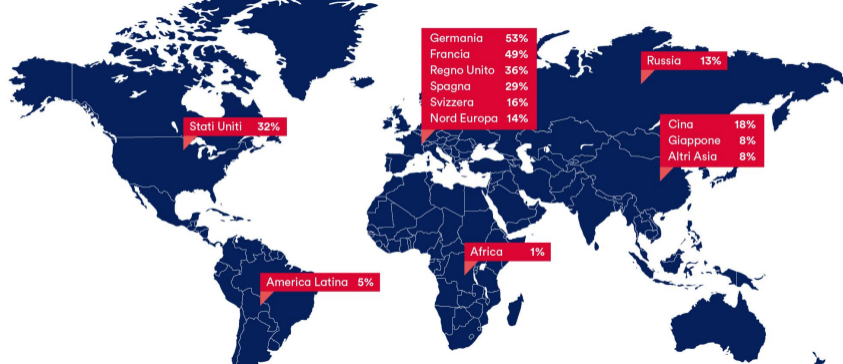 Germania 53%
Francia 49%
Regno Unito 36%
Spagna 29%
Svizzera 16%
Nord Europa 14%
Russia 13%
Stati Uniti 32%
Cina 18%
Giappone 8%
Altri Asia 8%
Africa 1%
America Latina 5%